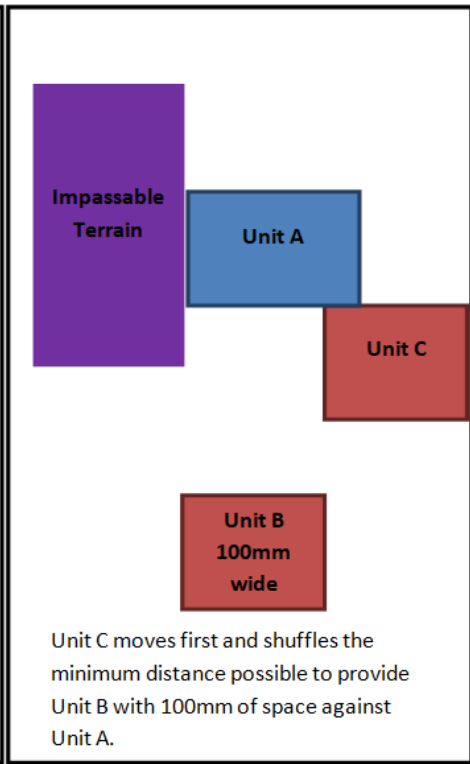 Impassable
Terrain
Unit A
Unit C
Unit B
100mm
wide
Unit C moves first and shuffles the
minimum distance possible to provide
Unit B with 100mm of space against
Unit A.